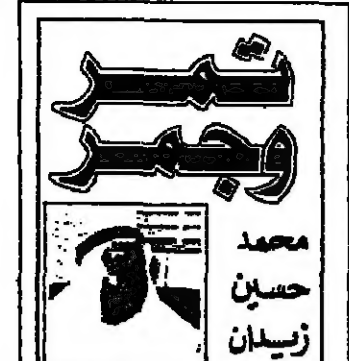 تمر
وجمر
محمد
حسين
زيدان